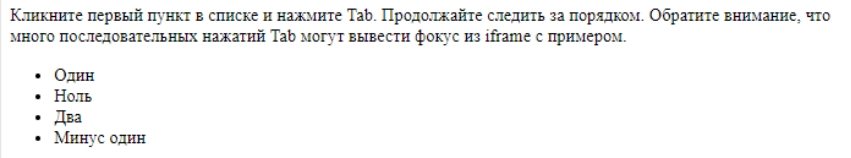 Кликните первый пункт в списке и нажмите Tab. Продолжайте следить за порядком. Обратите внимание, что
много последовательных нажатий Tab могут вывести фокус из iframe с примером.
• Один
• Ноль
• Два
• Минус один